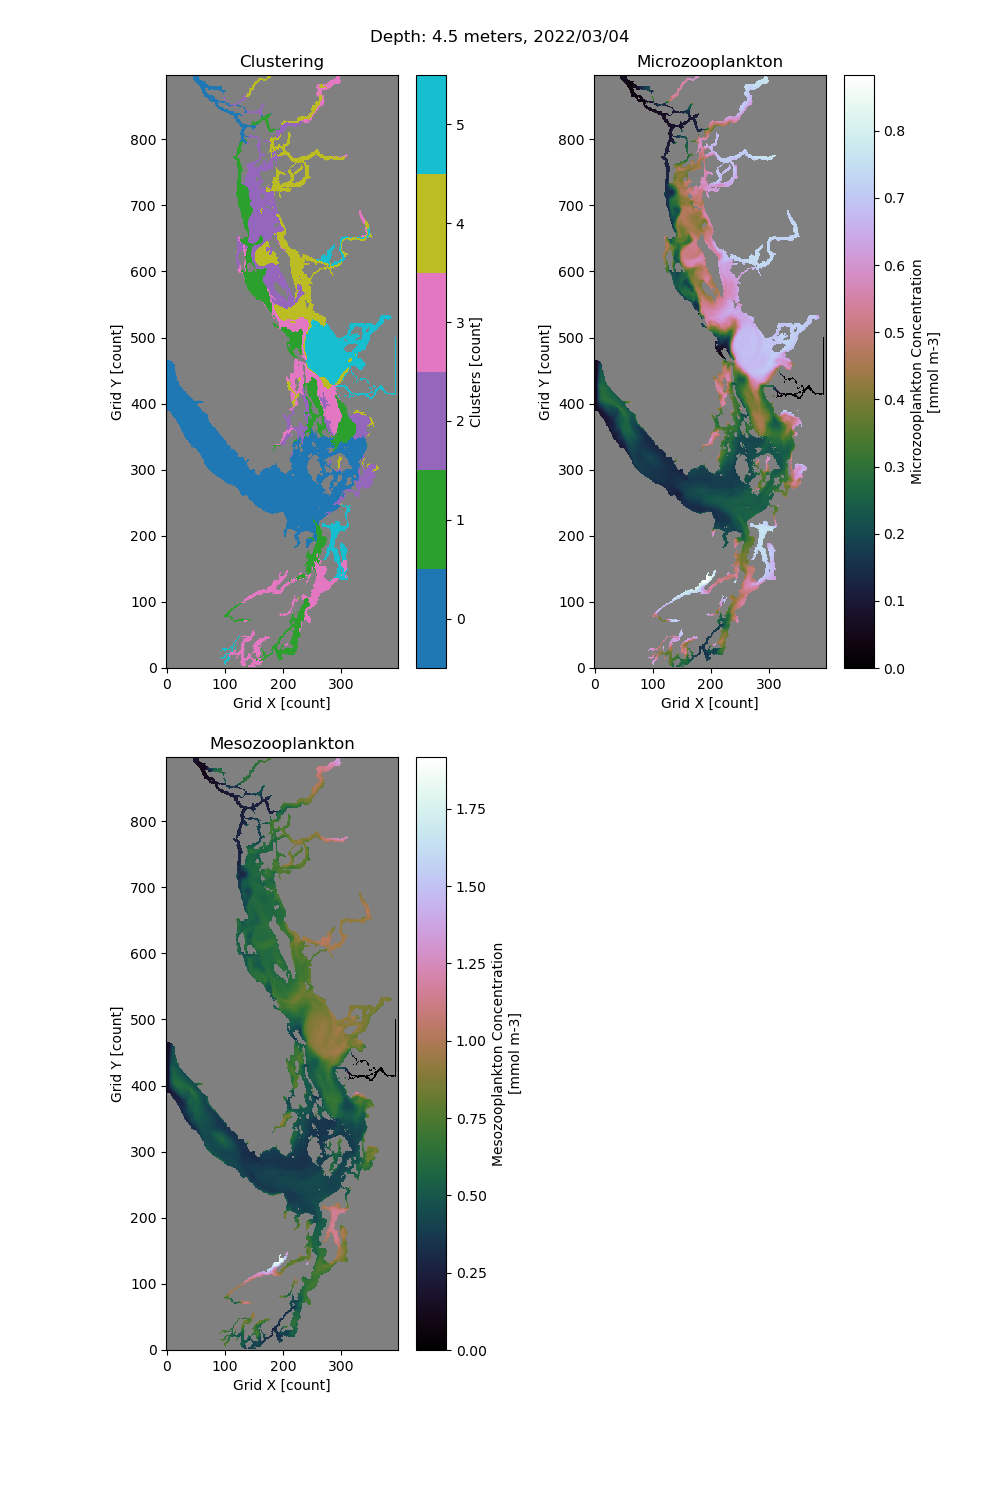 Depth: 4.5 meters, 2022/03/04
Clustering
800
700
600
500
400
300
200
100
0
0 100 200 300
Grid X [count]
Grid Y [count]
5
4
3
2
1
0
Clusters [count]
Microzooplankton
800
700
600
500
400
300
200
100
0
0 100 200 300
Grid X [count]
Grid Y [count]
0.8
0.7
0.6
0.5
0.4
0.3
0.2
0.1
0.0
Microzooplankton Concentration
[mmol m-3]
Mesozooplankton
800
700
600
500
400
300
200
100
0
0 100 200 300
Grid X [count]
Grid Y [count]
1.75
1.50
1.25
1.00
0.75
0.50
0.25
0.00
Mesozooplankton Concentration
[mmol m-3]